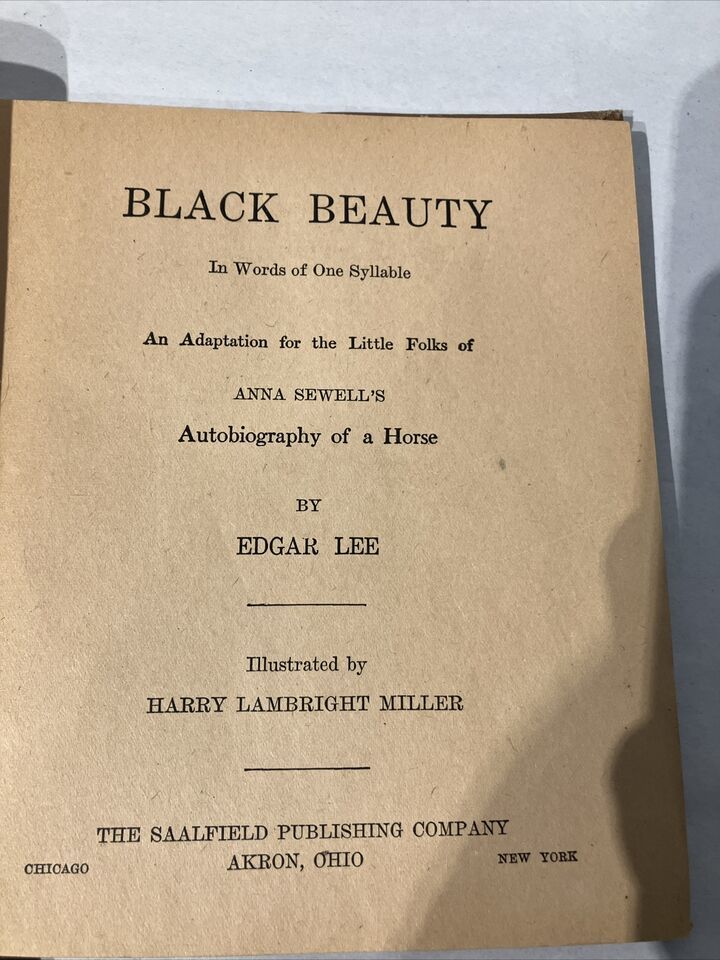 BLACK BEAUTY
In Words of One Syllable
An Adaptation for the Little Folks of
ANNA SEWELL'S
Autobiography of a Horse
BY
EDGAR LEE
Illustrated by
HARRY LAMBRIGHT MILLER
THE SAALFIELD PUBLISHING COMPANY
CHICAGO AKRON, OHIO NEW YORK